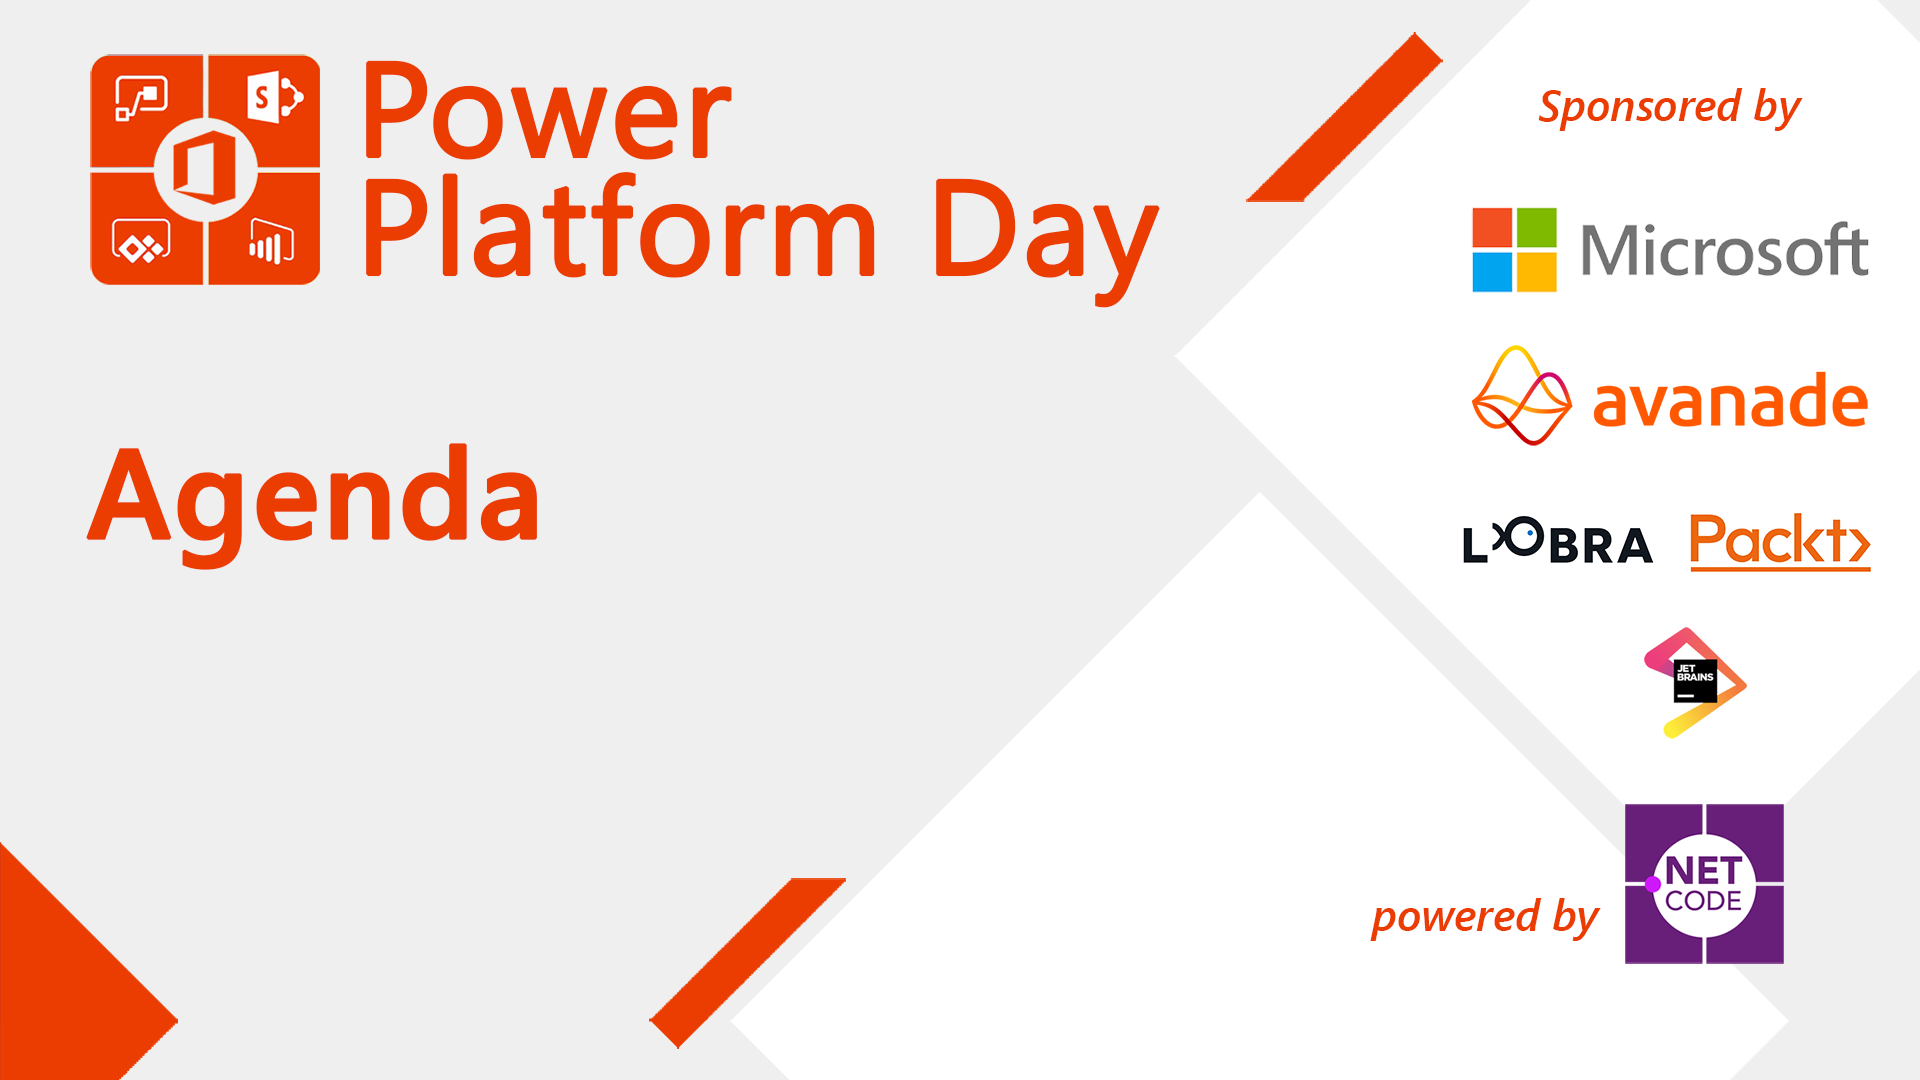 Power
Platform Day
S
Agenda
Sponsored by
Microsoft
avanade
LOBRA
Packt>
JET
BRAINS
powered by
NET
CODE